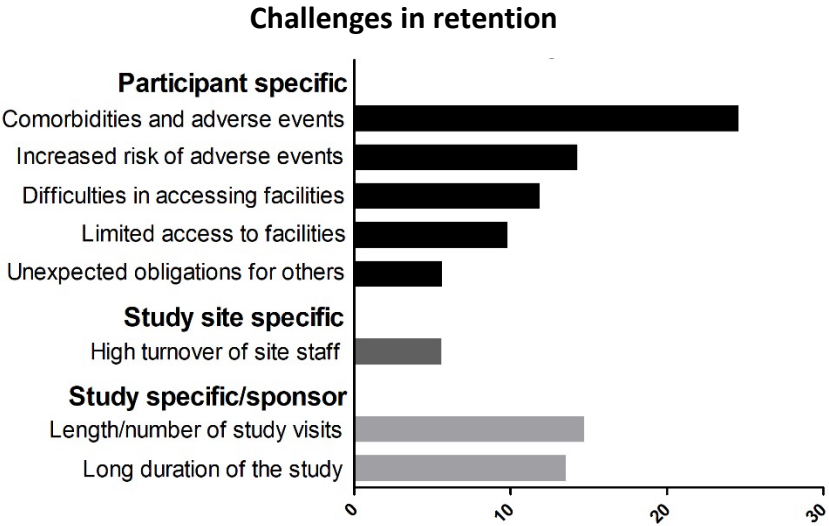 Challenges in retention
Participant specific
Comorbidities and adverse events
Increased risk of adverse events
Difficulties in accessing facilities
Limited access to facilities
Unexpected obligations for others
Study site specific
High turnover of site staff
Study specific/sponsor
Length/number of study visits
Long duration of the study
0 10 20 30